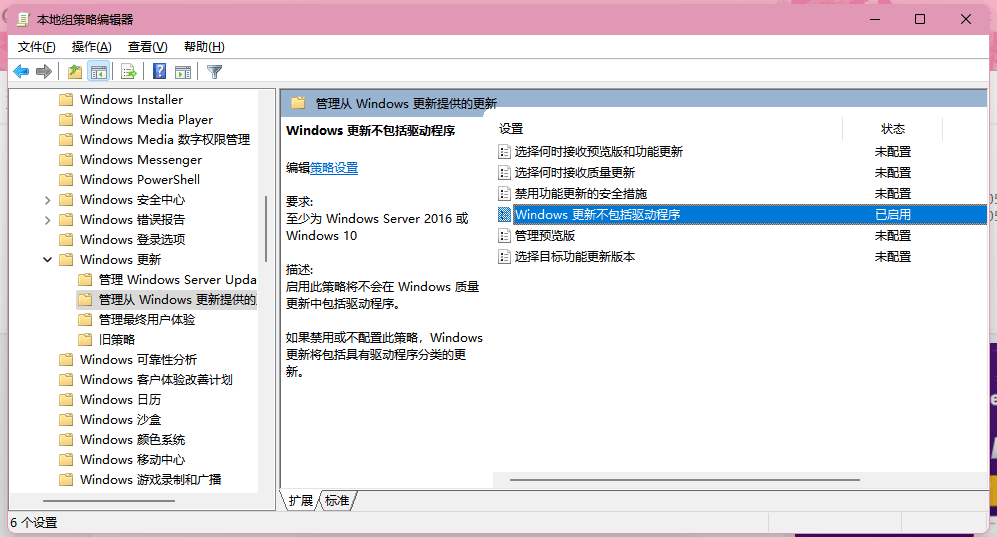 本地组策略编辑器
文件(F) 操作(A) 查看(V) 帮助(H)
Windows Installer
Windows Media Player
Windows Media 数字权限管理
Windows Messenger
Windows PowerShell
Windows 安全中心
Windows 错误报告
Windows 登录选项
Windows 更新
管理 Windows Server Upda
管理从 Windows 更新提供的
管理最终用户体验
旧策略
Windows 可靠性分析
Windows 客户体验改善计划
Windows 日历
Windows 沙盒
Windows 颜色系统
Windows 移动中心
Windows 游戏录制和广播
管理从 Windows 更新提供的更新
Windows 更新不包括驱动程序
编辑策略设置
要求:
至少为 Windows Server 2016 或
Windows 10
描述:
启用此策略将不会在 Windows 质量
更新中包括驱动程序。
如果禁用或不配置此策略，Windows
更新将包括具有驱动程序分类的更
新。
设置 状态
选择何时接收预览版和功能更新 未配置
选择何时接收质量更新 未配置
禁用功能更新的安全措施 未配置
Windows 更新不包括驱动程序 已启用
管理预览版 未配置
选择目标功能更新版本 未配置
扩展 标准
6 个设置